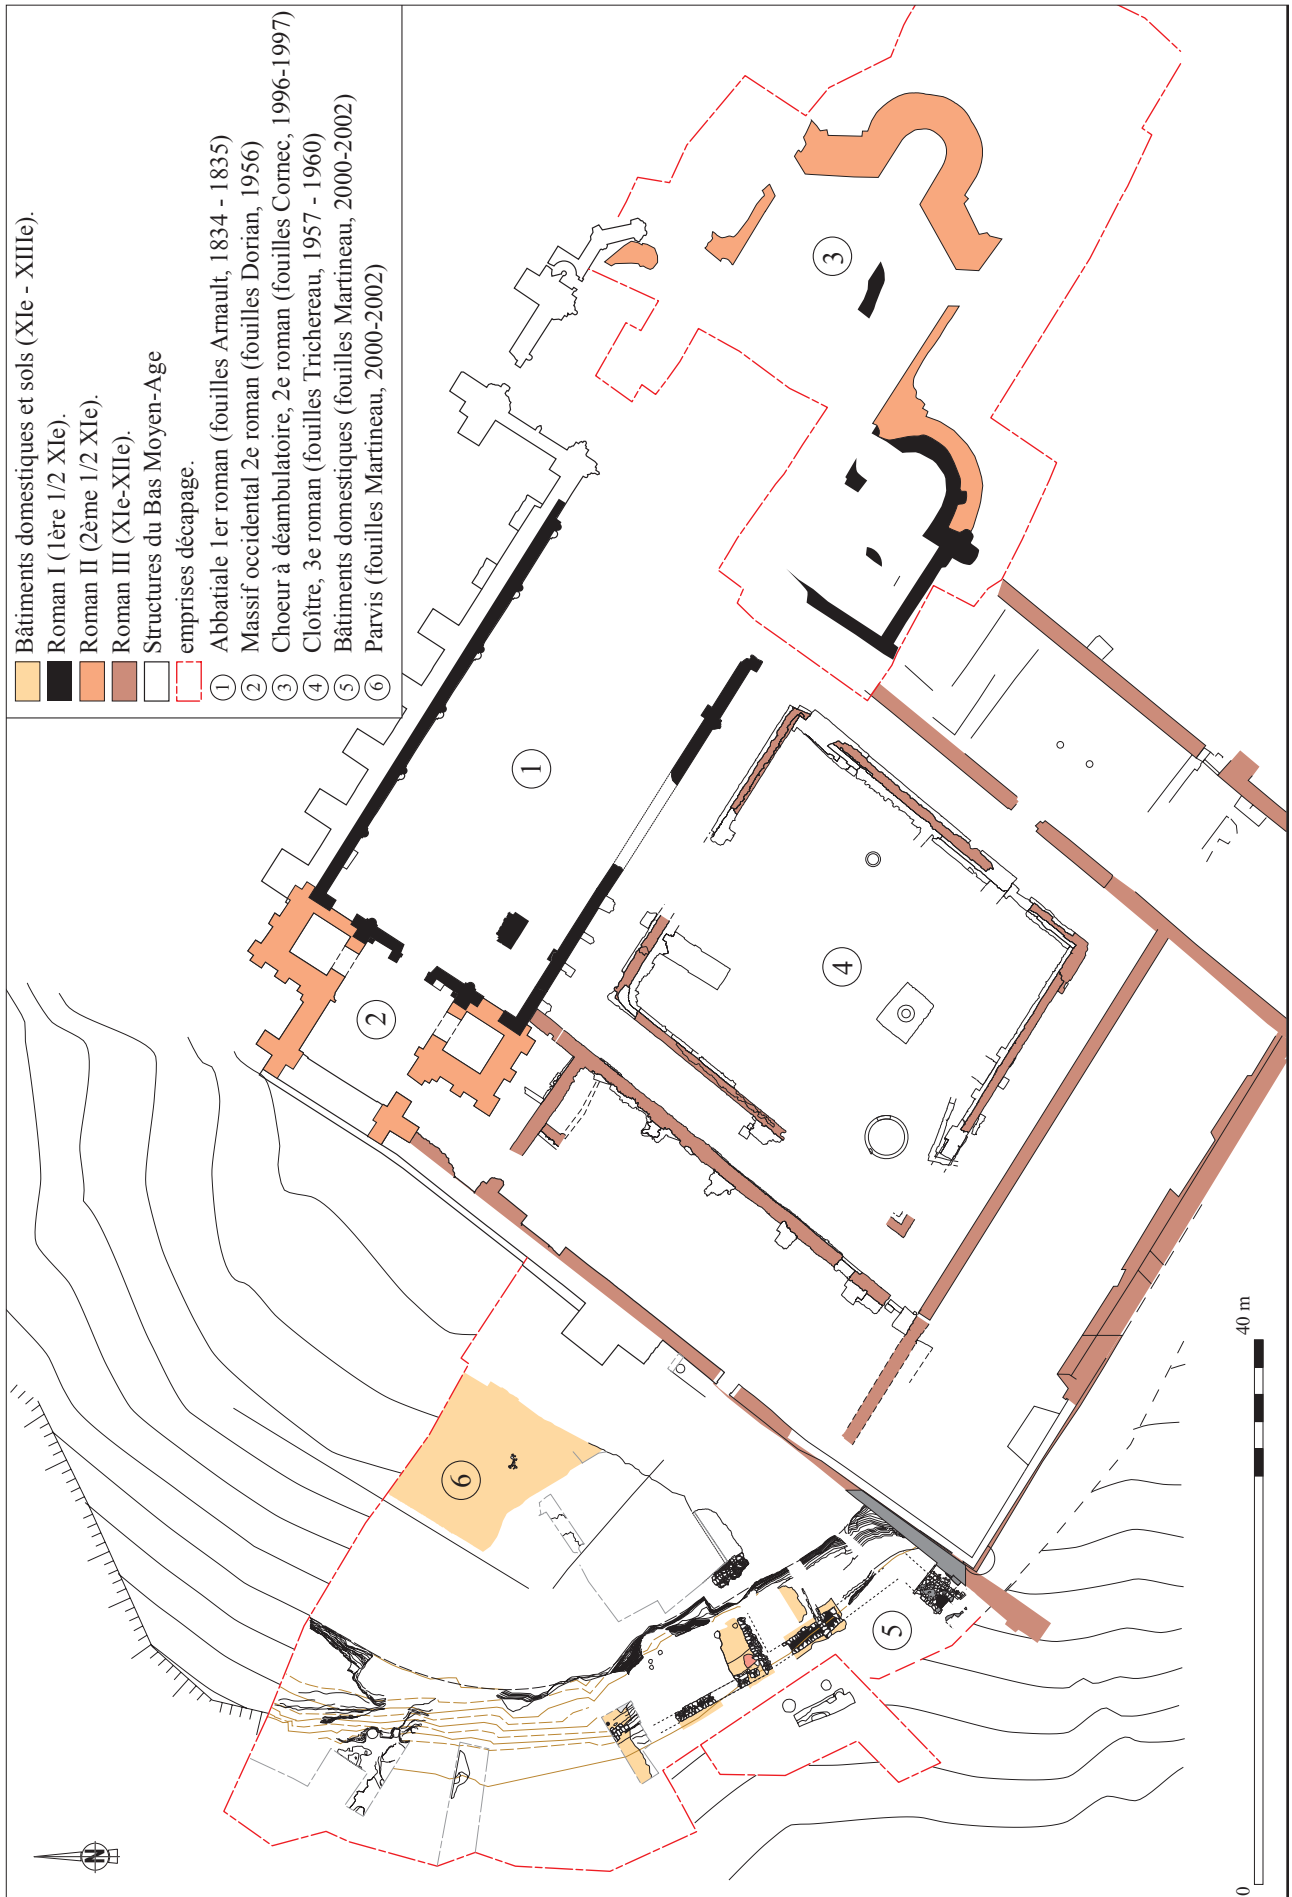 Bâtiments domestiques et sols (XIe - XIIIe).
Roman I (1ère 1/2 XIe).
Roman II (2ème 1/2 XIe).
Roman III (XIe-XIIe).
Structures du Bas Moyen-Age
emprises décapage.
1 Abbatiale 1er roman (fouilles Arnault, 1834 - 1835)
2 Massif occidental 2e roman (fouilles Dorian, 1956)
3 Choeur à déambulatoire, 2e roman (fouilles Cornec, 1996-1997)
4 Cloître, 3e roman (fouilles Trichereau, 1957 - 1960)
5 Bâtiments domestiques (fouilles Martineau, 2000-2002)
6 Parvis (fouilles Martineau, 2000-2002)
1
2
3
4
5
6
N
0
40 m